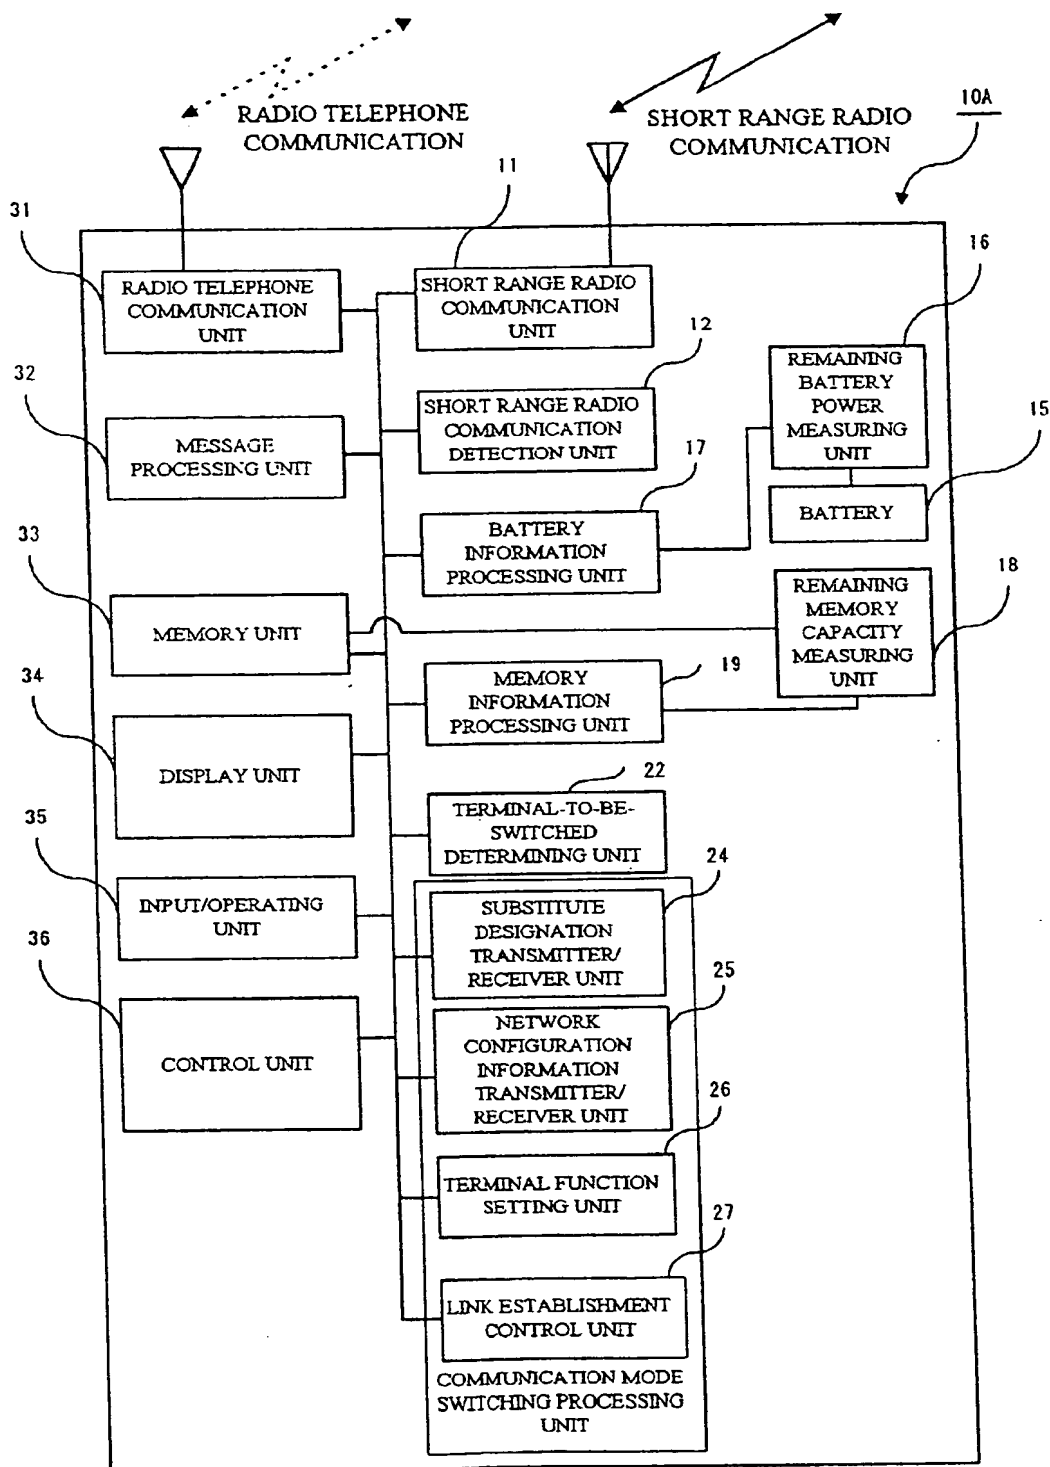 RADIO TELEPHONE
COMMUNICATION
SHORT RANGE RADIO
COMMUNICATION
10A
11
31
RADIO TELEPHONE
COMMUNICATION
UNIT
SHORT RANGE RADIO
COMMUNICATION
UNIT
16
12
REMAINING
BATTERY
POWER
MEASURING
UNIT
32
MESSAGE
PROCESSING UNIT
SHORT RANGE RADIO
COMMUNICATION
DETECTION UNIT
15
17
BATTERY
BATTERY
INFORMATION
PROCESSING UNIT
33
MEMORY UNIT
18
REMAINING
MEMORY
CAPACITY
MEASURING
UNIT
19
MEMORY
INFORMATION
PROCESSING UNIT
34
DISPLAY UNIT
22
TERMINAL-TO-BE-
SWITCHED
DETERMINING UNIT
35
INPUT/OPERATING
UNIT
24
SUBSTITUTE
DESIGNATION
TRANSMITTER/
RECEIVER UNIT
36
CONTROL UNIT
25
NETWORK
CONFIGURATION
INFORMATION
TRANSMITTER/
RECEIVER UNIT
26
TERMINAL FUNCTION
SETTING UNIT
27
LINK ESTABLISHMENT
CONTROL UNIT
COMMUNICATION MODE
SWITCHING PROCESSING
UNIT